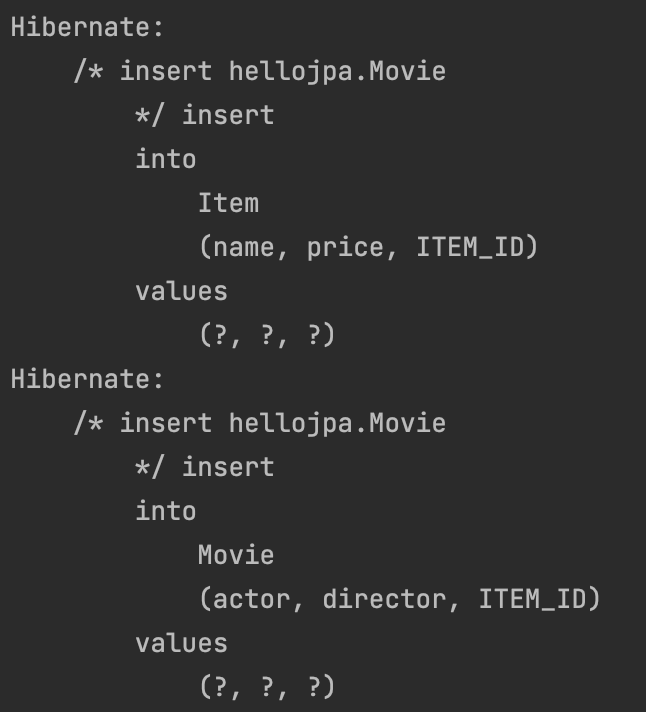 Hibernate:
    /* insert hellojpa.Movie
        */ insert
        into
            Item
            (name, price, ITEM_ID)
        values
            (?, ?, ?)
Hibernate:
    /* insert hellojpa.Movie
        */ insert
        into
            Movie
            (actor, director, ITEM_ID)
        values
            (?, ?, ?)